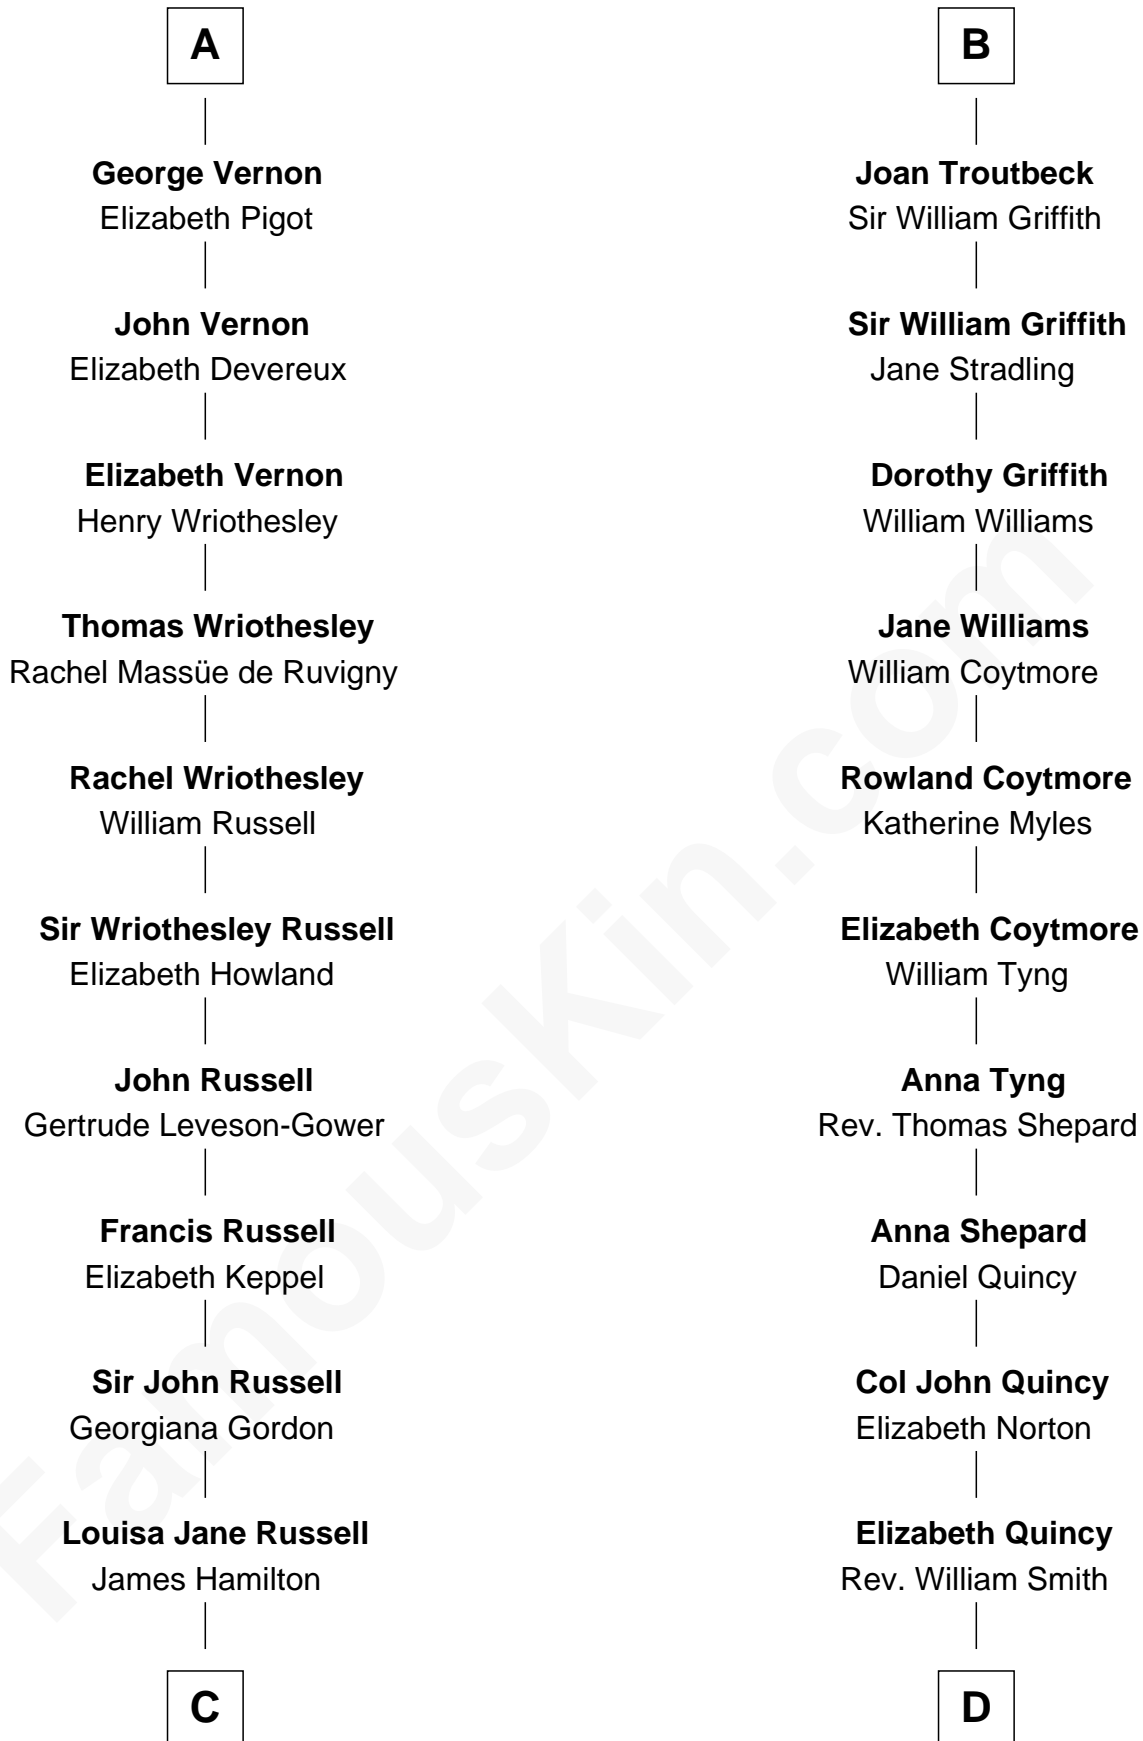 A
George Vernon
Elizabeth Pigot
John Vernon
Elizabeth Devereux
Elizabeth Vernon
Henry Wriothesley
Thomas Wriothesley
Rachel Massüe de Ruvigny
Rachel Wriothesley
William Russell
Sir Wriothesley Russell
Elizabeth Howland
John Russell
Gertrude Leveson-Gower
Francis Russell
Elizabeth Keppel
Sir John Russell
Georgiana Gordon
Louisa Jane Russell
James Hamilton
C
B
Joan Troutbeck
Sir William Griffith
Sir William Griffith
Jane Stradling
Dorothy Griffith
William Williams
Jane Williams
William Coytmore
Rowland Coytmore
Katherine Myles
Elizabeth Coytmore
William Tyng
Anna Tyng
Rev. Thomas Shepard
Anna Shepard
Daniel Quincy
Col John Quincy
Elizabeth Norton
Elizabeth Quincy
Rev. William Smith
D
FamousKin.com